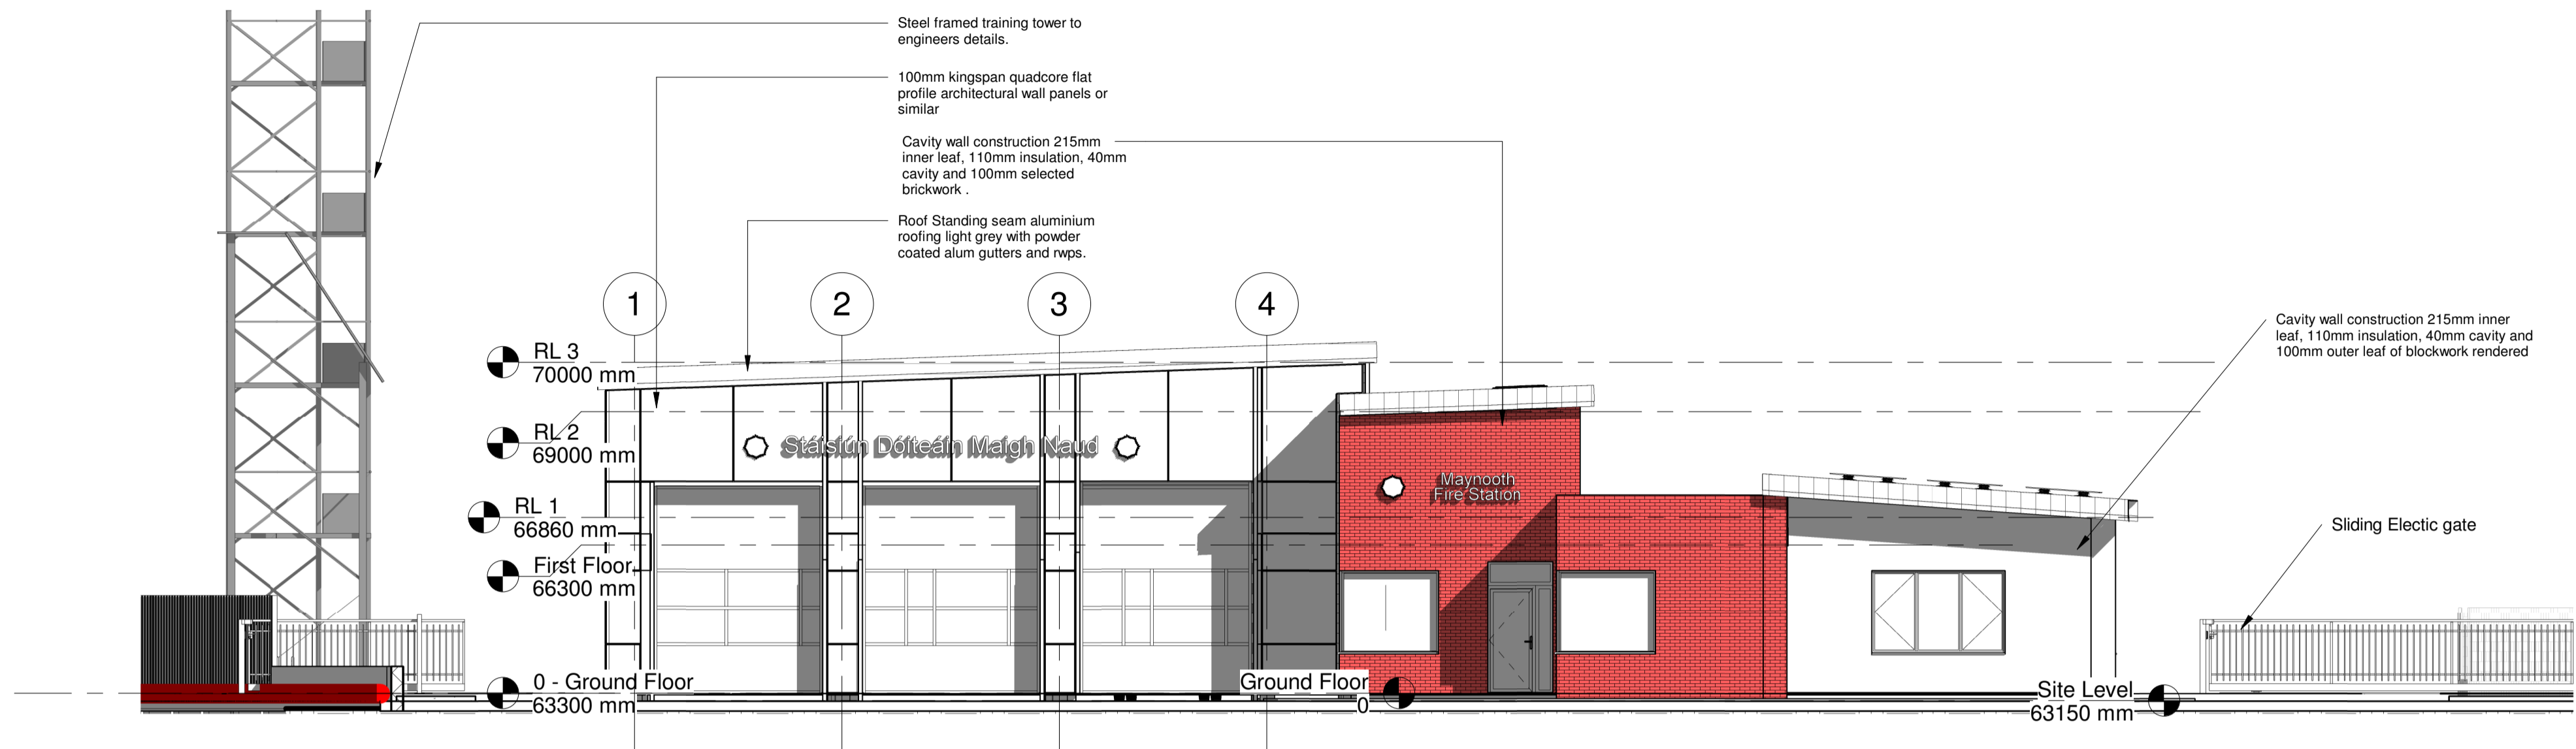 Steel framed training tower to
engineers details.
100mm kingspan quadcore flat
profile architectural wall panels or
similar
Cavity wall construction 215mm
inner leaf, 110mm insulation, 40mm
cavity and 100mm selected
brickwork .
Roof Standing seam aluminium
roofing light grey with powder
coated alum gutters and rwps.
1
2
3
4
Cavity wall construction 215mm inner
leaf, 110mm insulation, 40mm cavity and
100mm outer leaf of blockwork rendered
RL 3
70000 mm
RL 2
69000 mm
Stáisiún Dóiteáin Maigh Naud
Maynooth
Fire Station
RL 1
66860 mm
Sliding Electic gate
First Floor
66300 mm
0 - Ground Floor
63300 mm
Ground Floor
0
Site Level
63150 mm